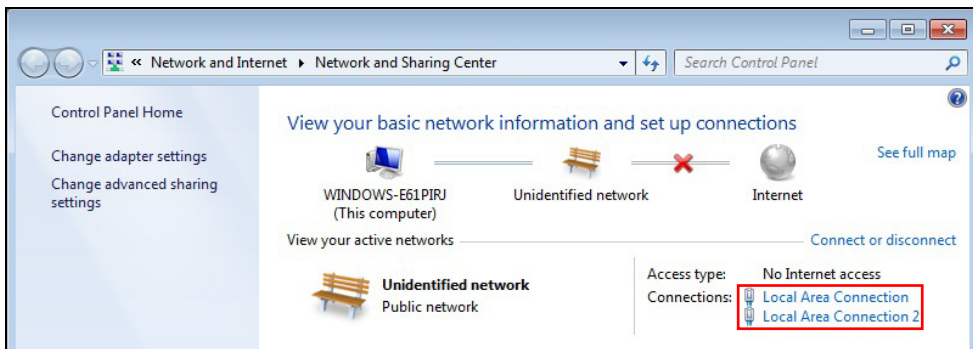 « Network and Internet ▸ Network and Sharing Center
Search Control Panel
Control Panel Home
Change adapter settings
Change advanced sharing
settings
View your basic network information and set up connections
See full map
WINDOWS-E61PIRJ
(This computer)
Unidentified network
Internet
View your active networks
Connect or disconnect
Unidentified network
Public network
Access type: No Internet access
Connections: Local Area Connection
Local Area Connection 2